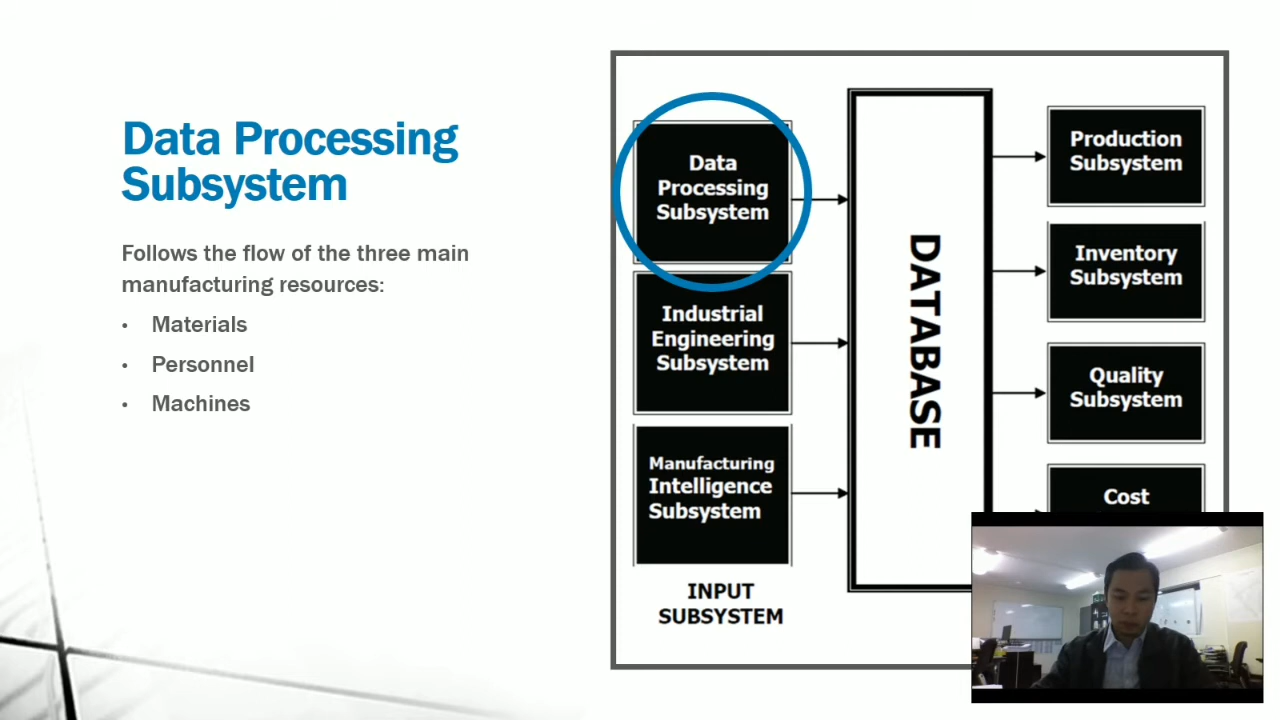 Data Processing
Subsystem
Follows the flow of the three main
manufacturing resources:
• Materials
• Personnel
• Machines
Data
Processing
Subsystem
Industrial
Engineering
Subsystem
Manufacturing
Intelligence
Subsystem
INPUT
SUBSYSTEM
DATABASE
Production
Subsystem
Inventory
Subsystem
Quality
Subsystem
Cost